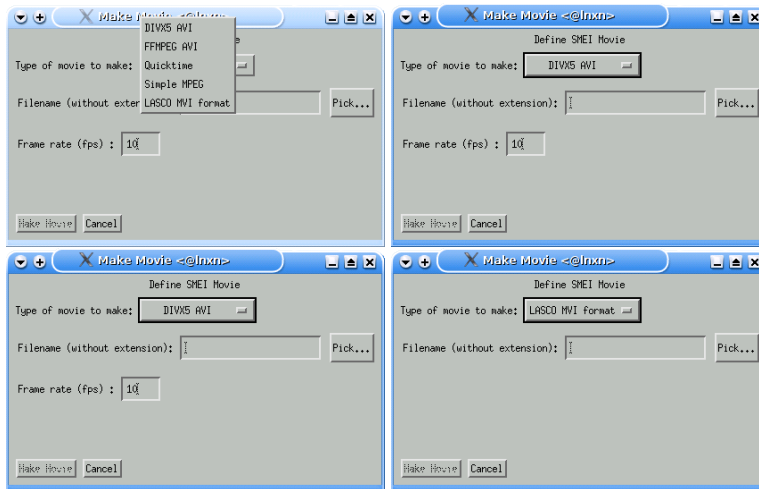 Make Movie <@lnxn>
DIVX5 AVI
FFMPEG AVI
Type of movie to make: Quicktime
Simple MPEG
Filename (without exter LASCO MVI format Pick...
Frame rate (fps) : 10
Make Movie Cancel
Make Movie <@lnxn>
Define SMEI Movie
Type of movie to make: DIVX5 AVI
Filename (without extension): Pick...
Frame rate (fps) : 10
Make Movie Cancel
Make Movie <@lnxn>
Define SMEI Movie
Type of movie to make: DIVX5 AVI
Filename (without extension): Pick...
Frame rate (fps) : 10
Make Movie Cancel
Make Movie <@lnxn>
Define SMEI Movie
Type of movie to make: LASCO MVI format
Filename (without extension): Pick...
Make Movie Cancel